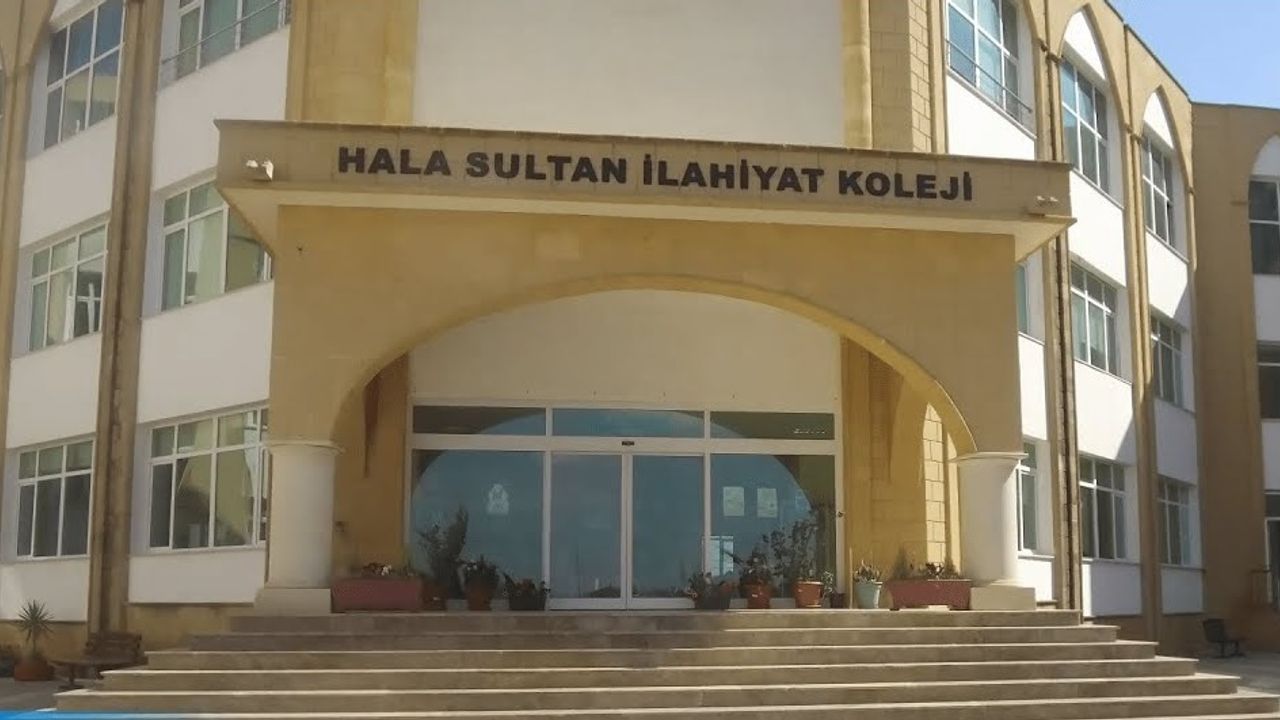 HALA SULTAN İLAHİYAT KOLEJİ